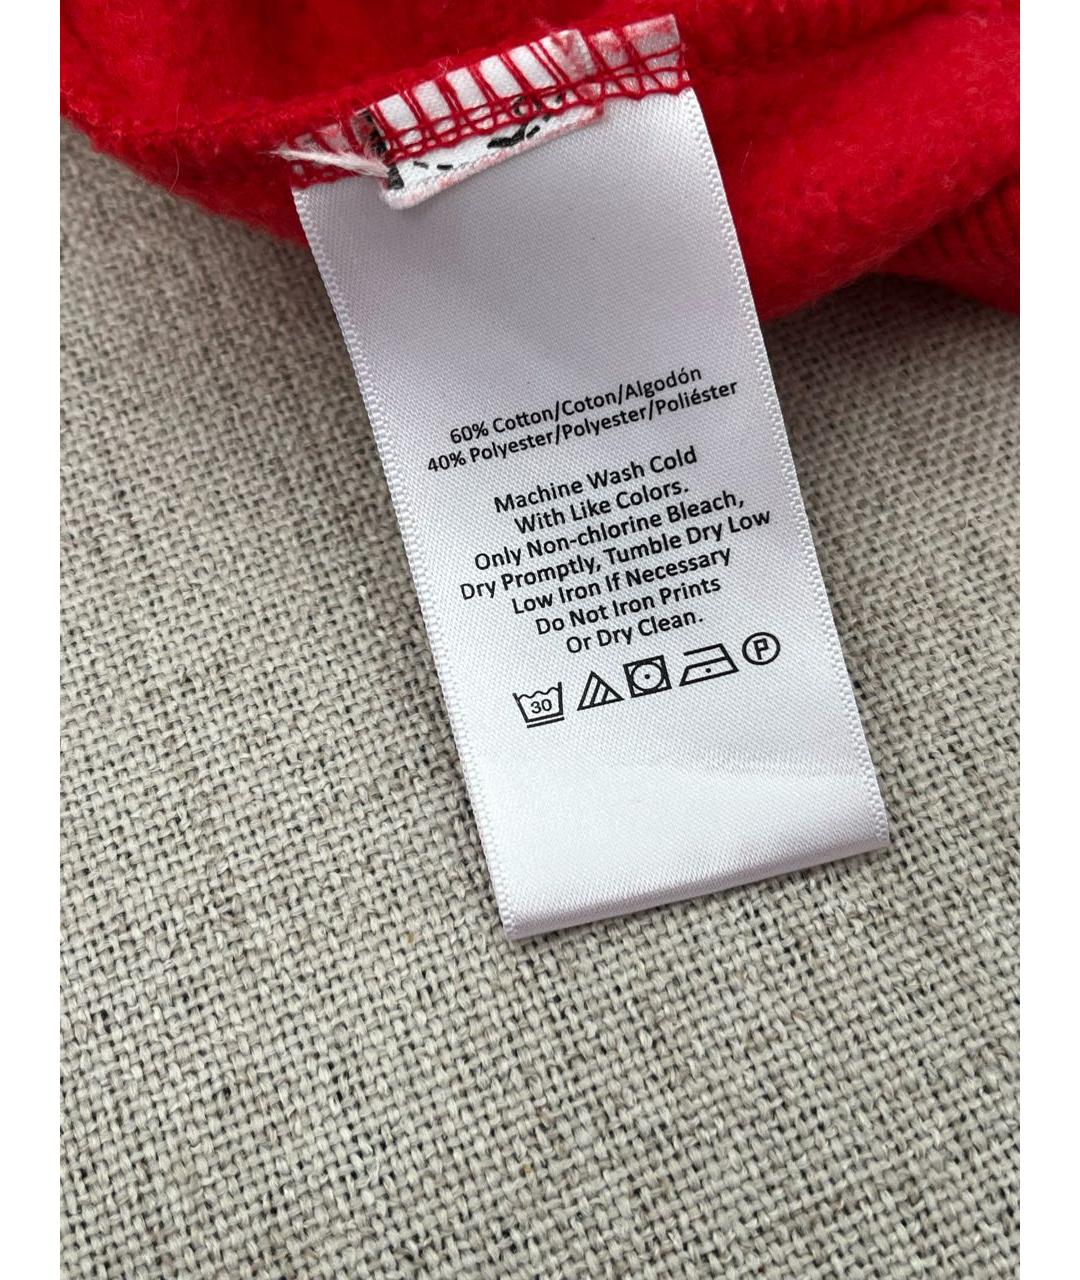 60% Cotton/Coton/Algodón
40% Polyester/Polyester/Poliéster
Machine Wash Cold
With Like Colors.
Only Non-chlorine Bleach,
Dry Promptly, Tumble Dry Low
Low Iron If Necessary
Do Not Iron Prints
Or Dry Clean.
30 P